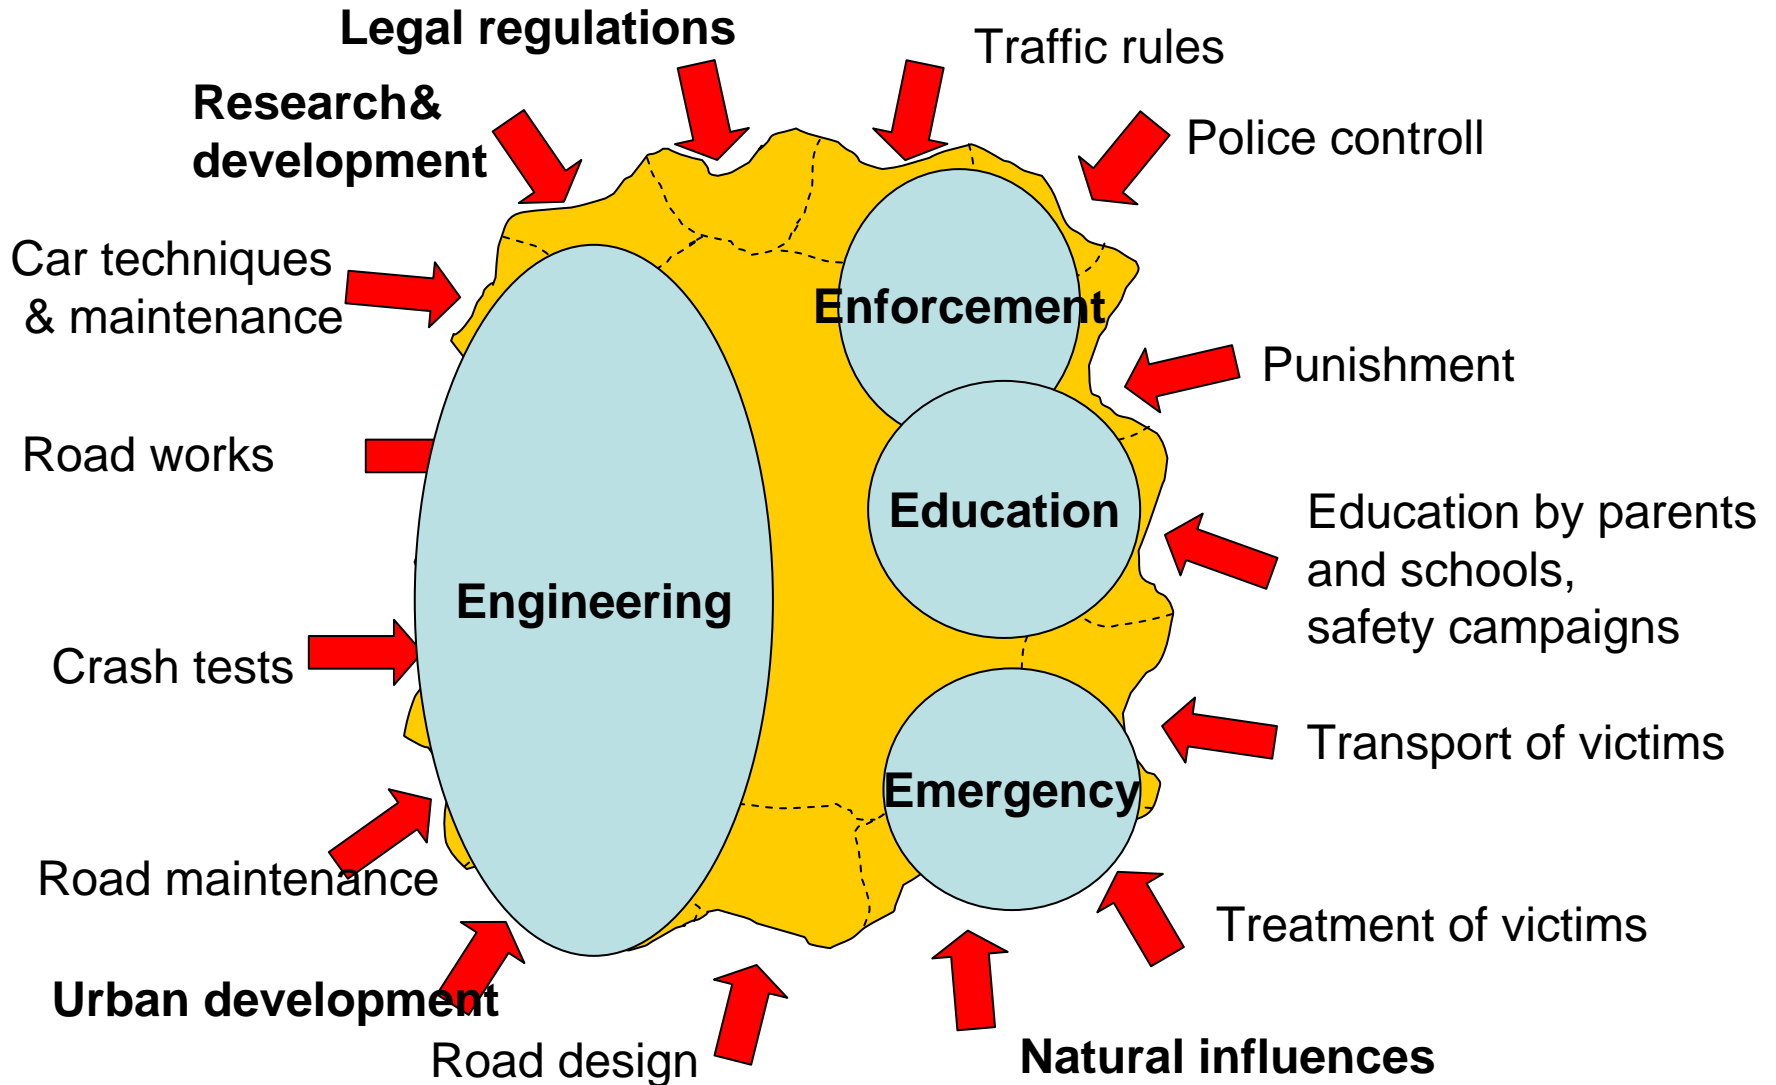 Legal regulations
Traffic rules
Research&
development
Police controll
Car techniques
& maintenance
Enforcement
Punishment
Road works
Education
Education by parents
and schools,
safety campaigns
Engineering
Crash tests
Transport of victims
Emergency
Road maintenance
Treatment of victims
Urban development
Road design
Natural influences